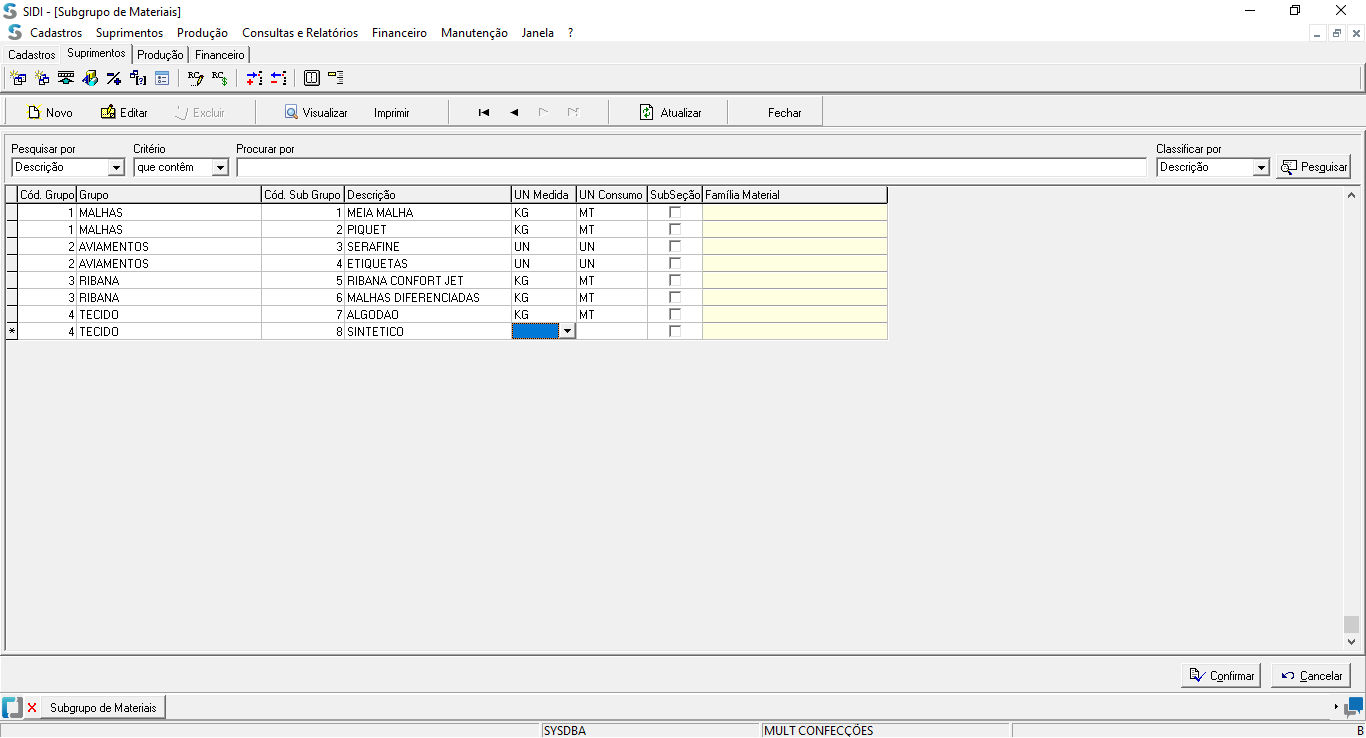 SIDI - [Subgrupo de Materiais]
Cadastros Suprimentos Produção Consultas e Relatórios Financeiro Manutenção Janela ?
Cadastros Suprimentos Produção Financeiro
Novo Editar Excluir Visualizar Imprimir Atualizar Fechar
Pesquisar por Critério Procurar por Classificar por
Descrição que contêm Descrição Pesquisar
Cód. Grupo Grupo Cód. Sub Grupo Descrição UN Medida UN Consumo SubSeção Família Material
1 MALHAS 1 MEIA MALHA KG MT
1 MALHAS 2 PIQUET KG MT
2 AVIAMENTOS 3 SERAFINE UN UN
2 AVIAMENTOS 4 ETIQUETAS UN UN
3 RIBANA 5 RIBANA CONFORT JET KG MT
3 RIBANA 6 MALHAS DIFERENCIADAS KG MT
4 TECIDO 7 ALGODAO KG MT
* 4 TECIDO 8 SINTETICO
Confirmar Cancelar
Subgrupo de Materiais
SYSDBA MULT CONFECÇÕES B